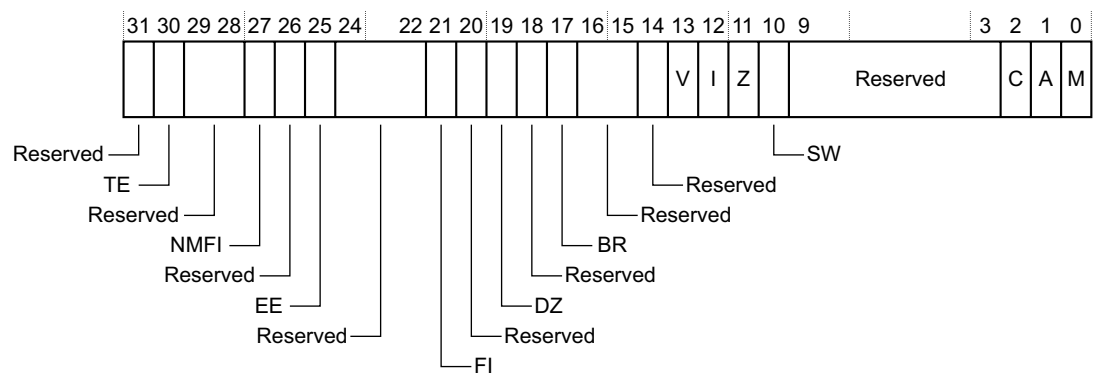 31 30 29 28 27 26 25 24 22 21 20 19 18 17 16 15 14 13 12 11 10 9 3 2 1 0
V I Z Reserved C A M
Reserved SW
TE Reserved
Reserved Reserved
NMFI BR
Reserved Reserved
EE DZ
Reserved Reserved
FI